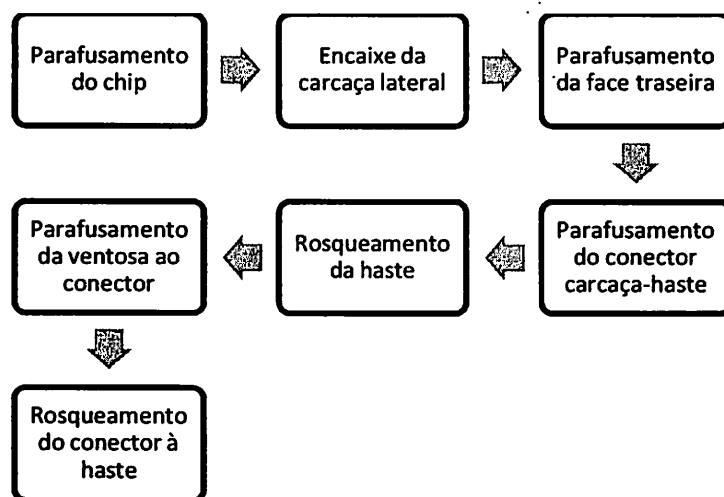 Parafusamento
do chip
Encaixe da
carcaça lateral
Parafusamento
da face traseira
Parafusamento
do conector
carcaça-haste
Rosqueamento
da haste
Parafusamento
da ventosa ao
conector
Rosqueamento
do conector à
haste